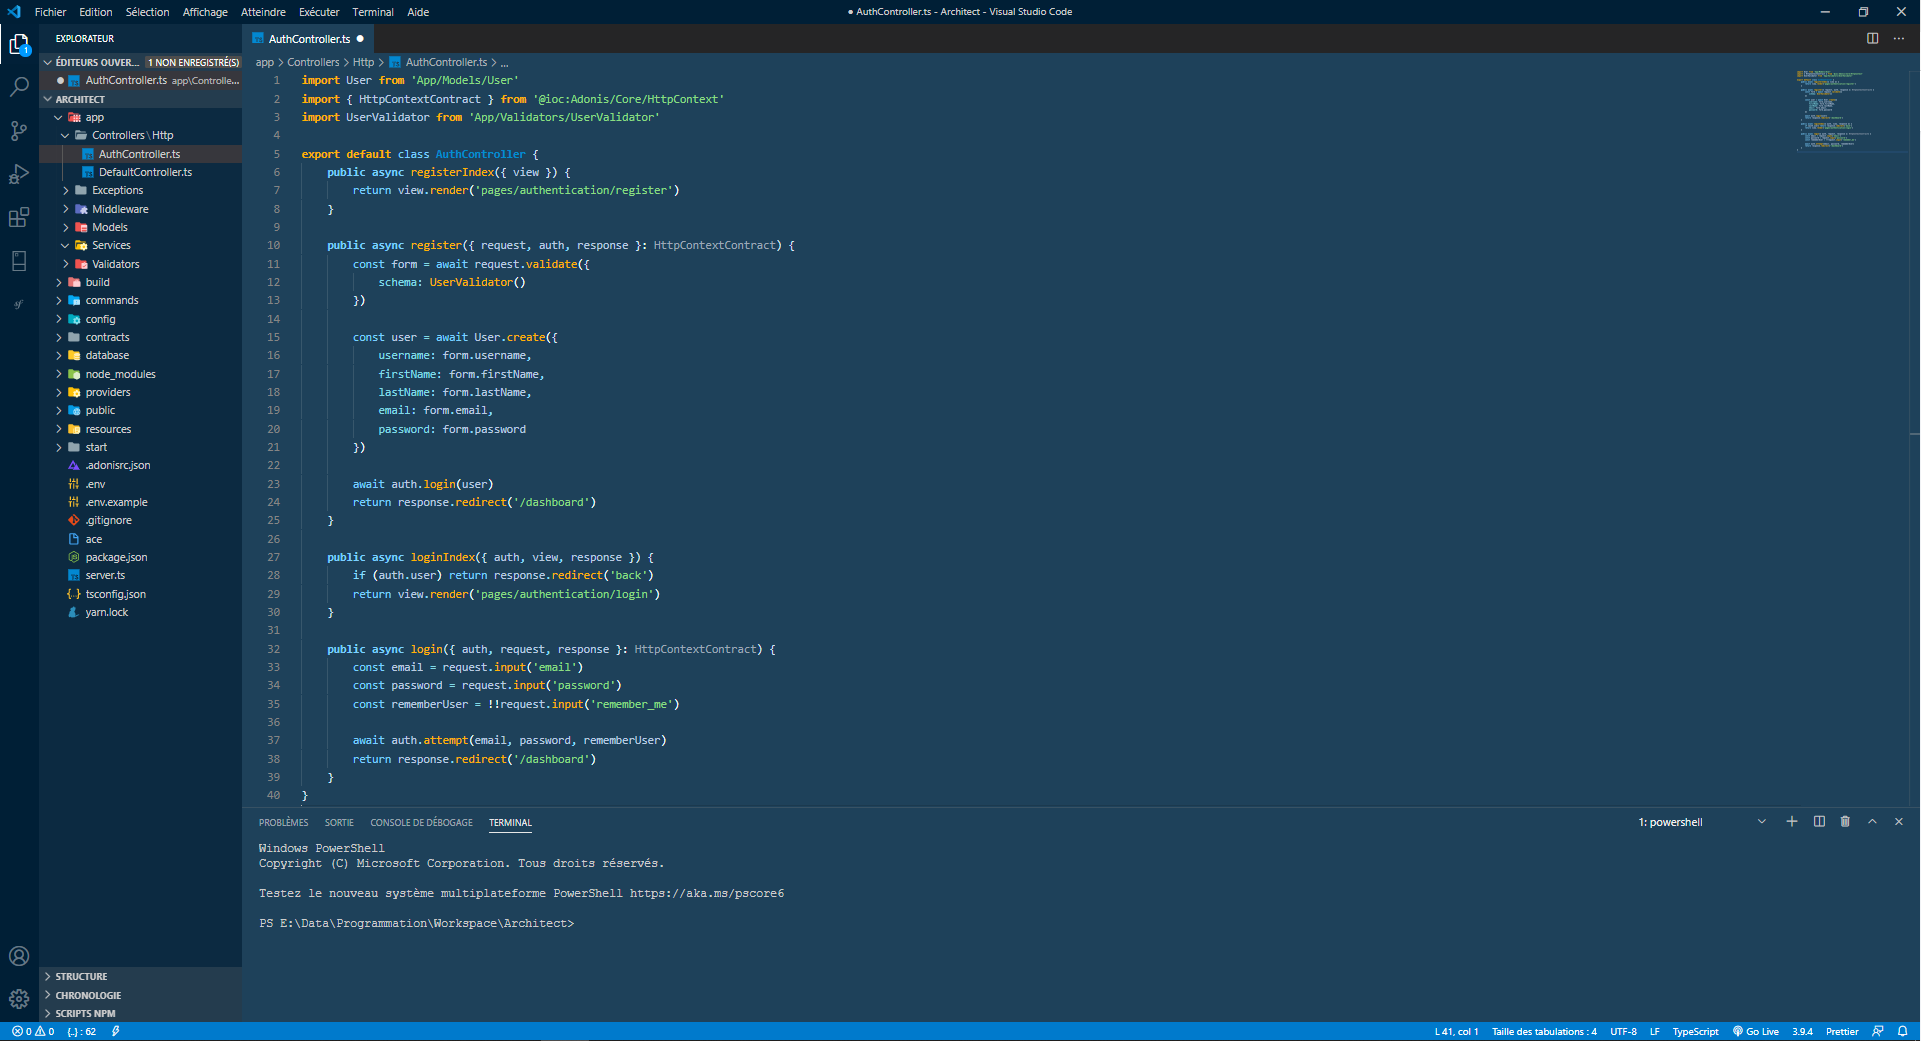 Fichier Edition Sélection Affichage Atteindre Exécuter Terminal Aide
● AuthController.ts - Architect - Visual Studio Code
EXPLORATEUR
ÉDITEURS OUVER... 1 NON ENREGISTRÉ(S)
● AuthController.ts app\Controlle...
ARCHITECT
app
Controllers \ Http
AuthController.ts
DefaultController.ts
Exceptions
Middleware
Models
Services
Validators
build
commands
config
contracts
database
node_modules
providers
public
resources
start
.adonisrc.json
.env
.env.example
.gitignore
ace
package.json
server.ts
tsconfig.json
yarn.lock
STRUCTURE
CHRONOLOGIE
SCRIPTS NPM
AuthController.ts ●
app > Controllers > Http > AuthController.ts > ...
1 import User from 'App/Models/User'
2 import { HttpContextContract } from '@ioc:Adonis/Core/HttpContext'
3 import UserValidator from 'App/Validators/UserValidator'
4
5 export default class AuthController {
6 public async registerIndex({ view }) {
7 return view.render('pages/authentication/register')
8 }
9
10 public async register({ request, auth, response }: HttpContextContract) {
11 const form = await request.validate({
12 schema: UserValidator()
13 })
14
15 const user = await User.create({
16 username: form.username,
17 firstName: form.firstName,
18 lastName: form.lastName,
19 email: form.email,
20 password: form.password
21 })
22
23 await auth.login(user)
24 return response.redirect('/dashboard')
25 }
26
27 public async loginIndex({ auth, view, response }) {
28 if (auth.user) return response.redirect('back')
29 return view.render('pages/authentication/login')
30 }
31
32 public async login({ auth, request, response }: HttpContextContract) {
33 const email = request.input('email')
34 const password = request.input('password')
35 const rememberUser = !!request.input('remember_me')
36
37 await auth.attempt(email, password, rememberUser)
38 return response.redirect('/dashboard')
39 }
40 }
PROBLÈMES SORTIE CONSOLE DE DÉBOGAGE TERMINAL
1: powershell
Windows PowerShell
Copyright (C) Microsoft Corporation. Tous droits réservés.
Testez le nouveau système multiplateforme PowerShell https://aka.ms/pscore6
PS E:\Data\Programmation\Workspace\Architect>
0 0 {..} : 62
L 41, col 1 Taille des tabulations : 4 UTF-8 LF TypeScript Go Live 3.9.4 Prettier